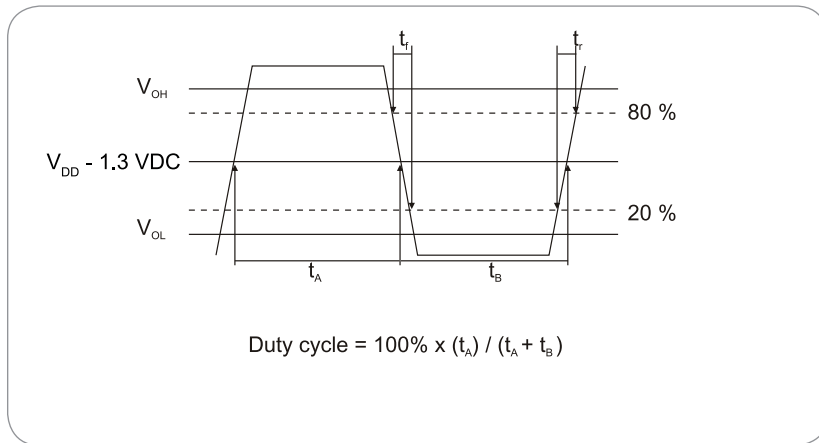 t_f t_r
V_OH
80 %
V_DD - 1.3 VDC
20 %
V_OL
t_A t_B
Duty cycle = 100% x (t_A) / (t_A + t_B)